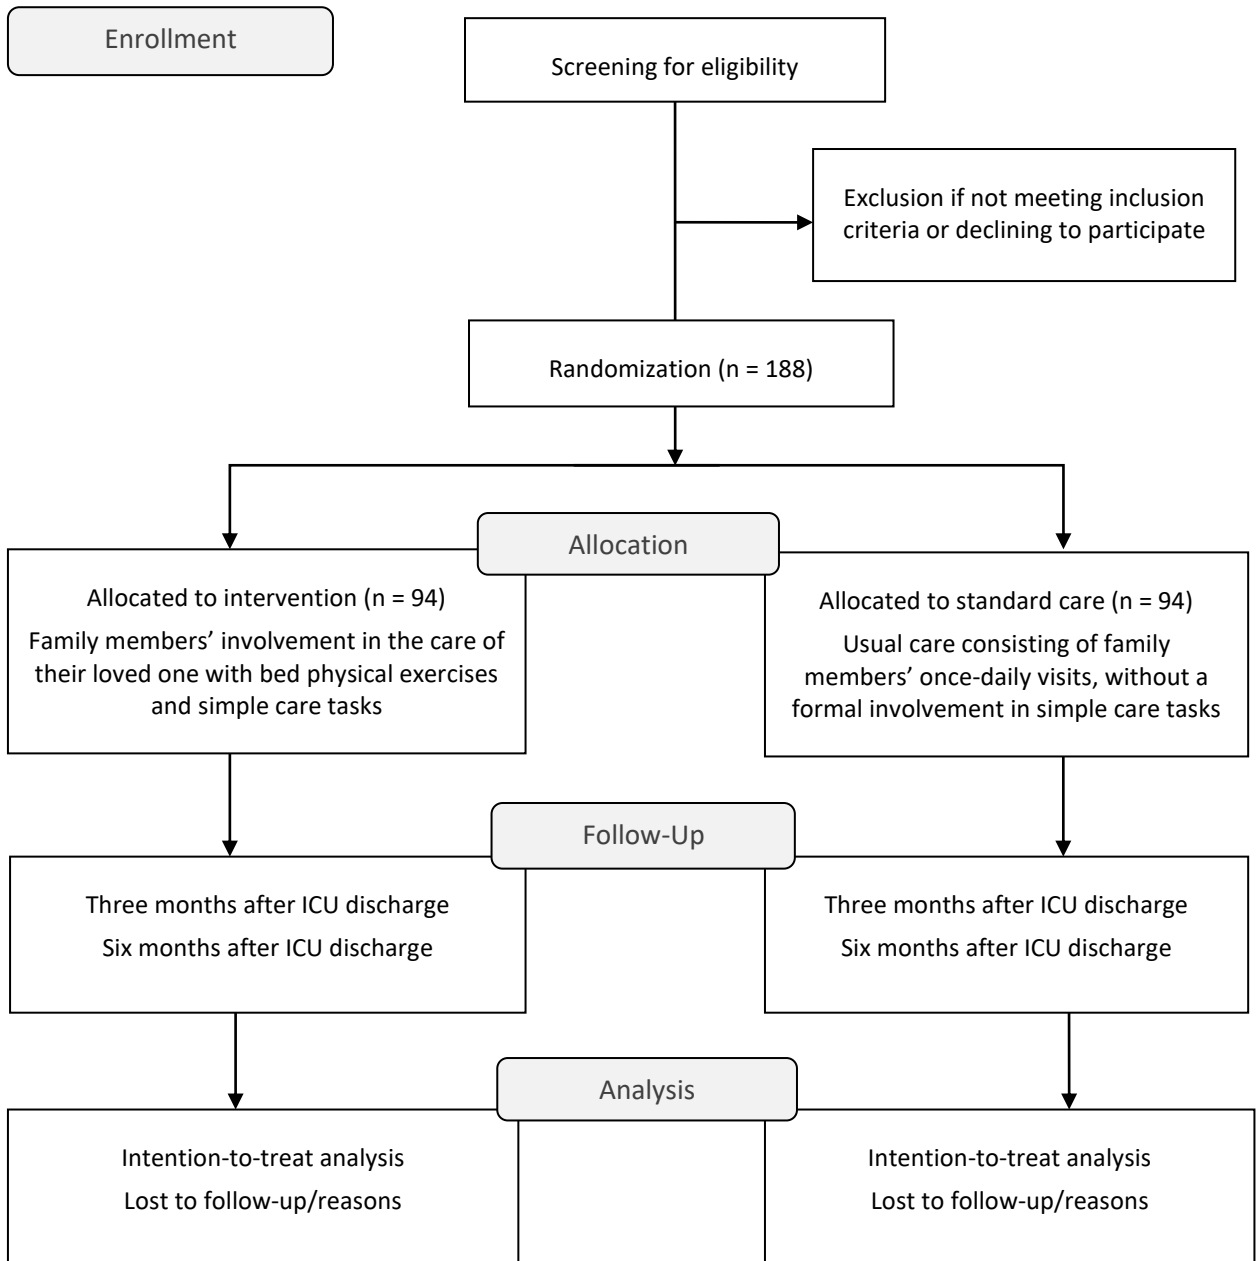 Enrollment
Screening for eligibility
Exclusion if not meeting inclusion
criteria or declining to participate
Randomization (n = 188)
Allocation
Allocated to intervention (n = 94)
Family members’ involvement in the care of
their loved one with bed physical exercises
and simple care tasks
Allocated to standard care (n = 94)
Usual care consisting of family
members’ once-daily visits, without a
formal involvement in simple care tasks
Follow-Up
Three months after ICU discharge
Six months after ICU discharge
Three months after ICU discharge
Six months after ICU discharge
Analysis
Intention-to-treat analysis
Lost to follow-up/reasons
Intention-to-treat analysis
Lost to follow-up/reasons